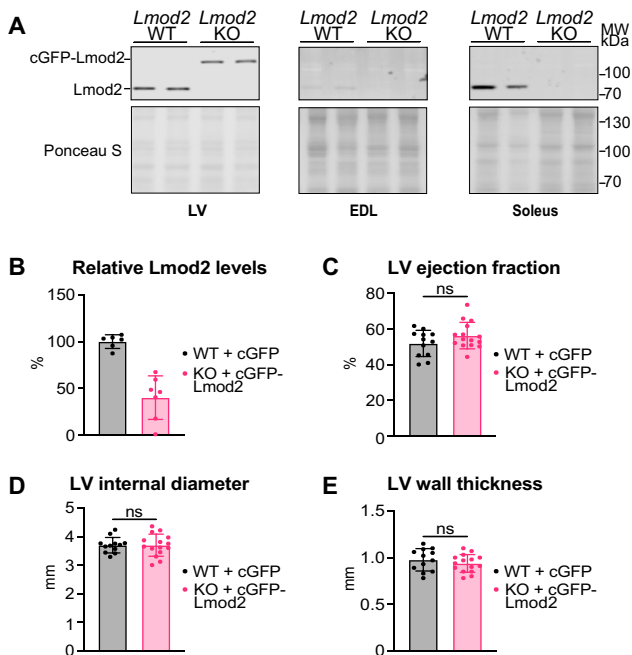 A
Lmod2 WT
Lmod2 KO
Lmod2 WT
Lmod2 KO
Lmod2 WT
Lmod2 KO
MW kDa
cGFP-Lmod2
Lmod2
-100
-70
Ponceau S
-130
-100
-70
LV
EDL
Soleus
B
Relative Lmod2 levels
150
100
50
0
%
WT + cGFP
KO + cGFP-
Lmod2
C
LV ejection fraction
ns
80
60
40
20
0
%
WT + cGFP
KO + cGFP-
Lmod2
D
LV internal diameter
ns
5
4
3
2
1
0
mm
WT + cGFP
KO + cGFP-
Lmod2
E
LV wall thickness
ns
1.5
1.0
0.5
0
mm
WT + cGFP
KO + cGFP-
Lmod2